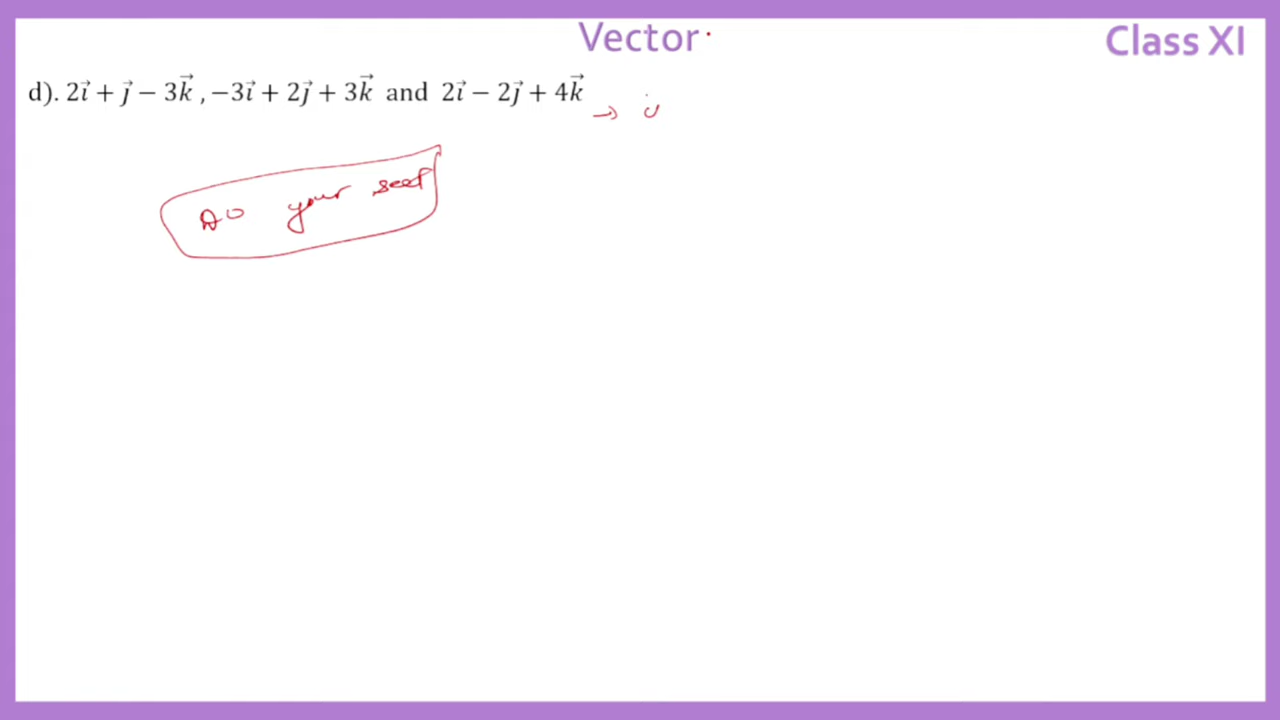 Vector
Class XI
d). 2i⃗ + j⃗ − 3k⃗ , −3i⃗ + 2j⃗ + 3k⃗ and 2i⃗ − 2j⃗ + 4k⃗
→
Do your self